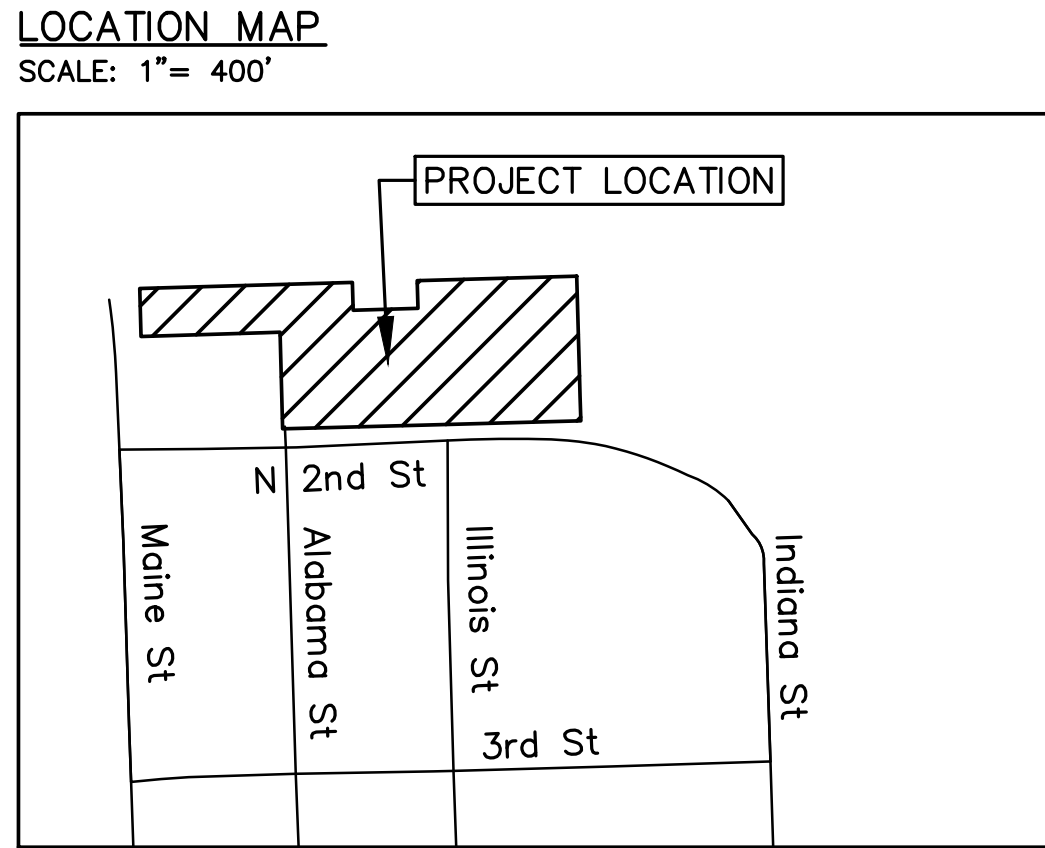 LOCATION MAP
SCALE: 1"= 400'
PROJECT LOCATION
N 2nd St
Maine St
Alabama St
Illinois St
Indiana St
3rd St